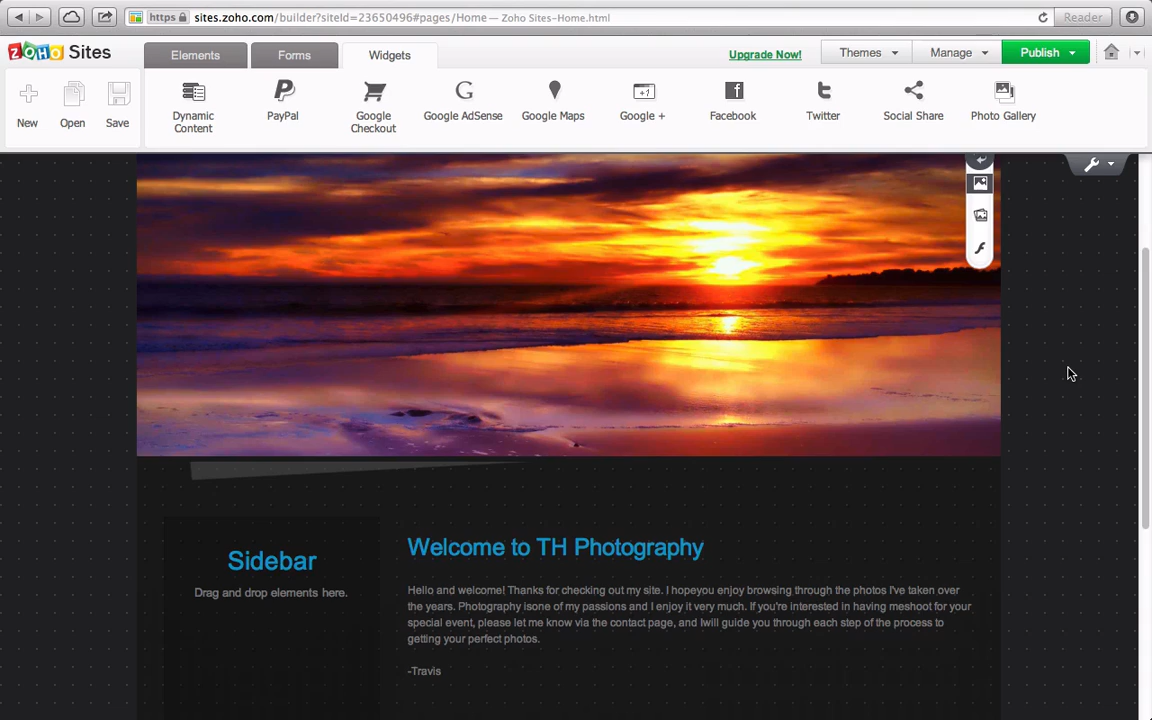 https sites.zoho.com/builder?siteId=23650496#pages/Home — Zoho Sites-Home.html
Reader
ZOHO Sites
Elements
Forms
Widgets
Upgrade Now!
Themes
Manage
Publish
New
Open
Save
Dynamic
Content
PayPal
Google
Checkout
Google AdSense
Google Maps
+1
Google +
Facebook
Twitter
Social Share
Photo Gallery
Sidebar
Drag and drop elements here.
Welcome to TH Photography
Hello and welcome! Thanks for checking out my site. I hopeyou enjoy browsing through the photos I've taken over
the years. Photography isone of my passions and I enjoy it very much. If you're interested in having meshoot for your
special event, please let me know via the contact page, and Iwill guide you through each step of the process to
getting your perfect photos.
-Travis